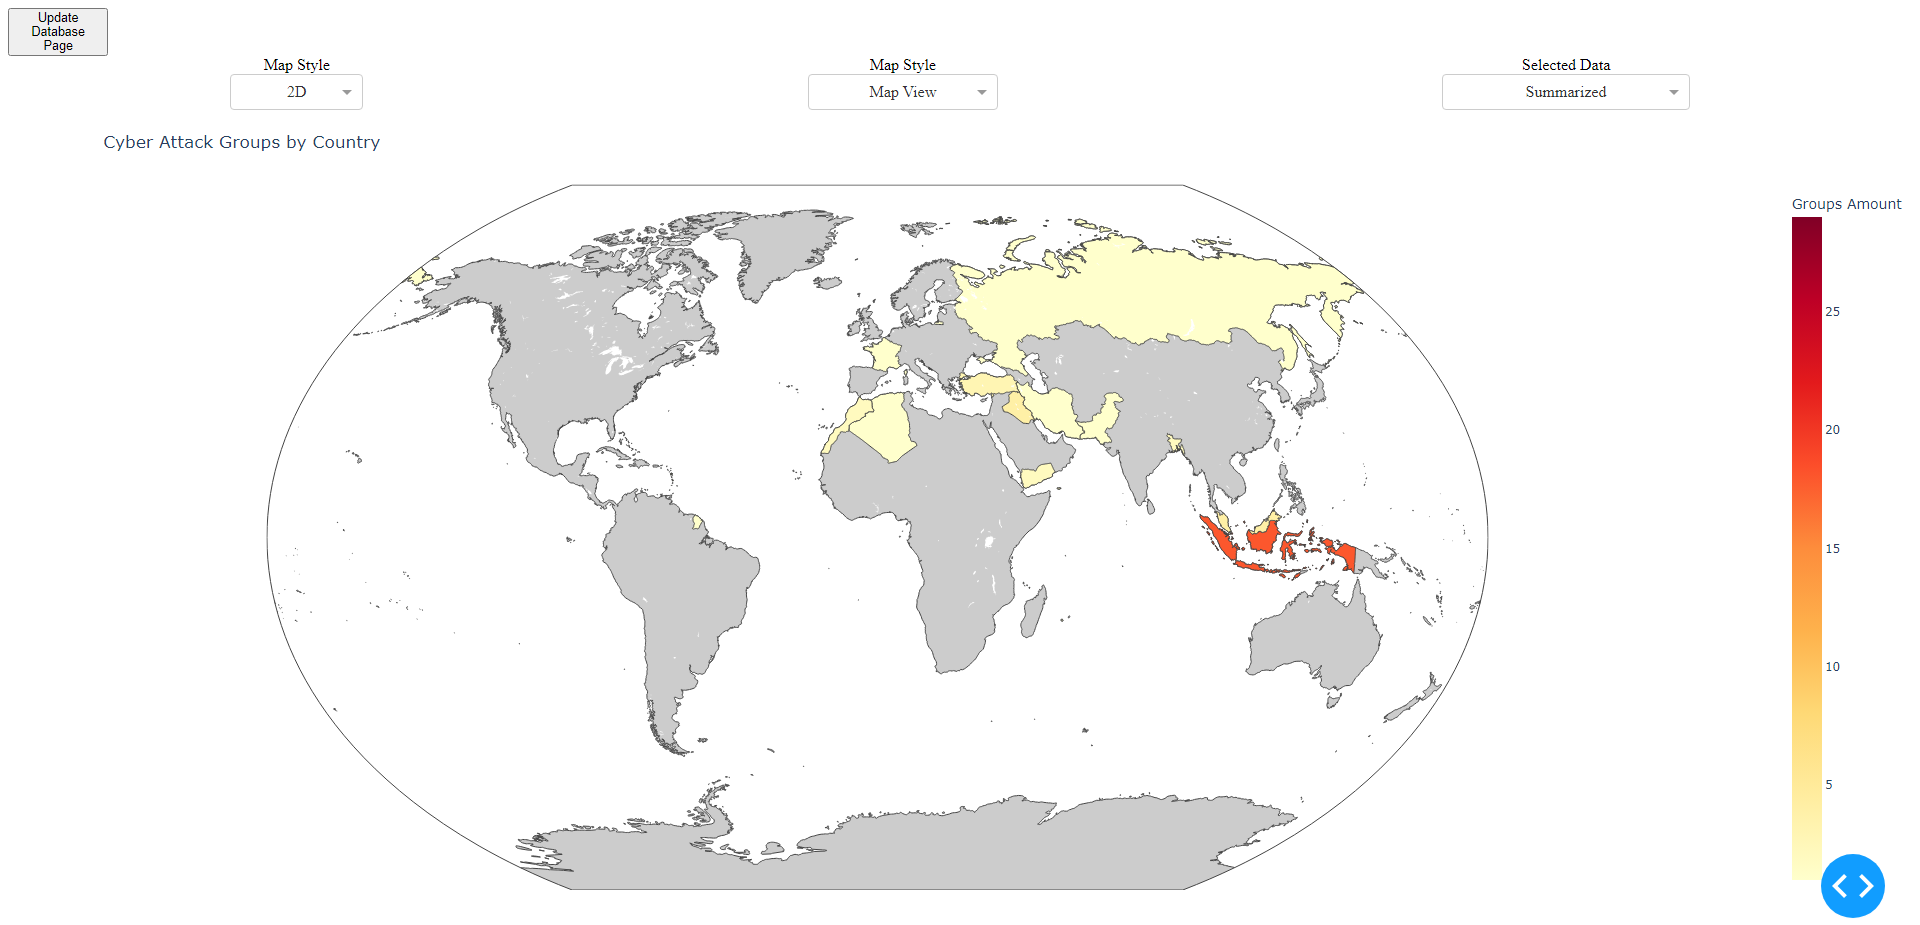 Update
Database
Page
Map Style
Map Style
Selected Data
2D
Map View
Summarized
Cyber Attack Groups by Country
Groups Amount
25
20
15
10
5